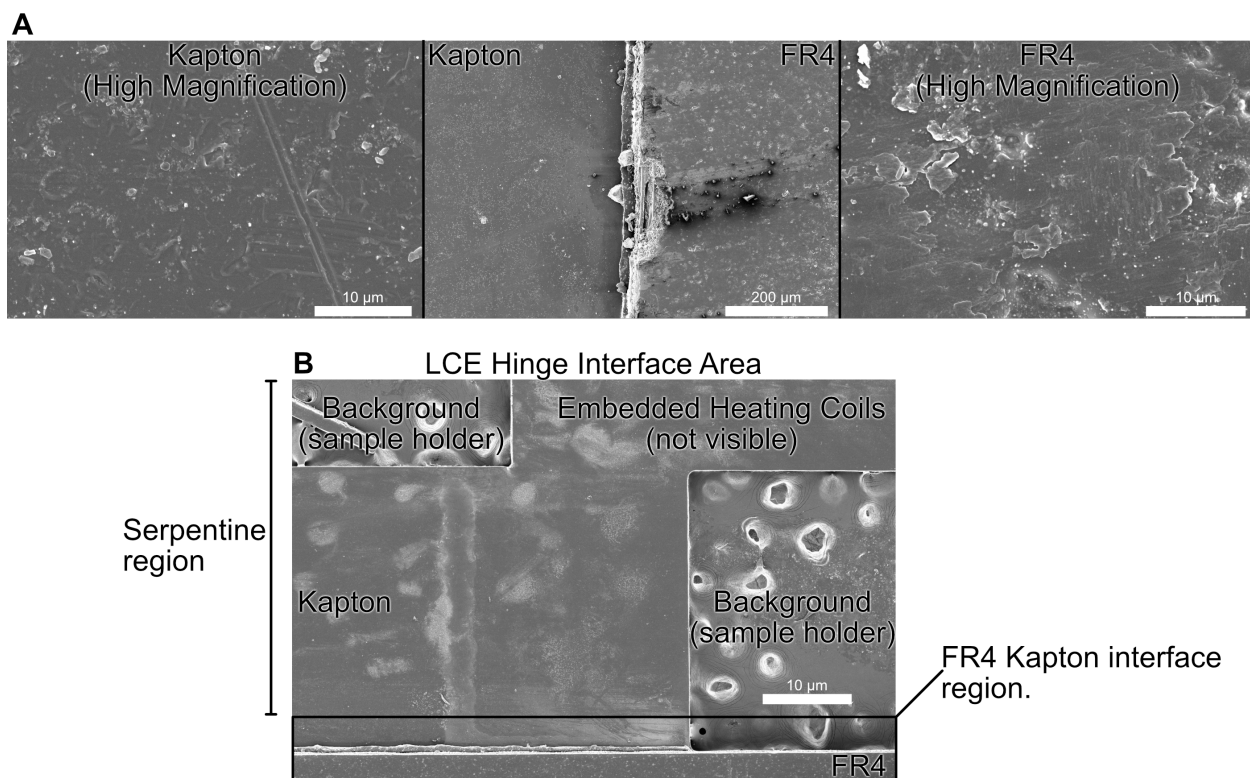 A
Kapton
(High Magnification)
Kapton
FR4
FR4
(High Magnification)
10 µm
200 µm
10 µm
B
LCE Hinge Interface Area
Background
(sample holder)
Embedded Heating Coils
(not visible)
Serpentine
region
Kapton
Background
(sample holder)
10 µm
FR4 Kapton interface
region.
FR4